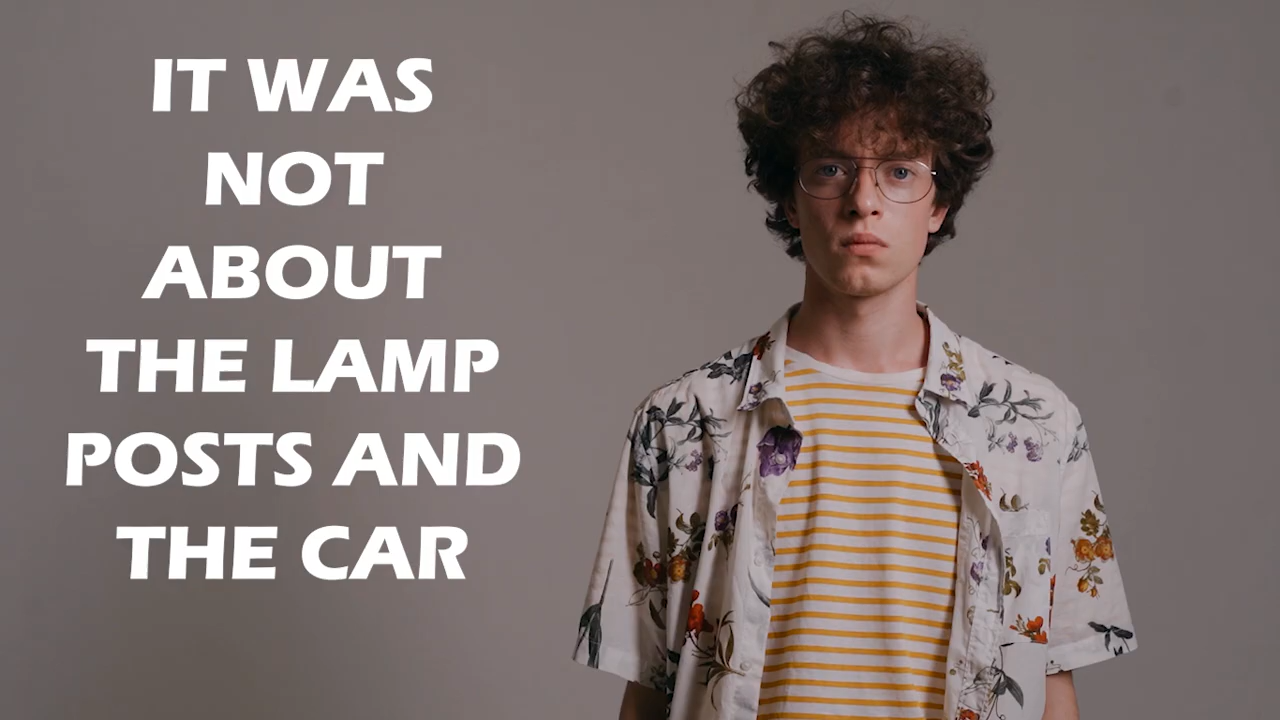 IT WAS
NOT
ABOUT
THE LAMP
POSTS AND
THE CAR